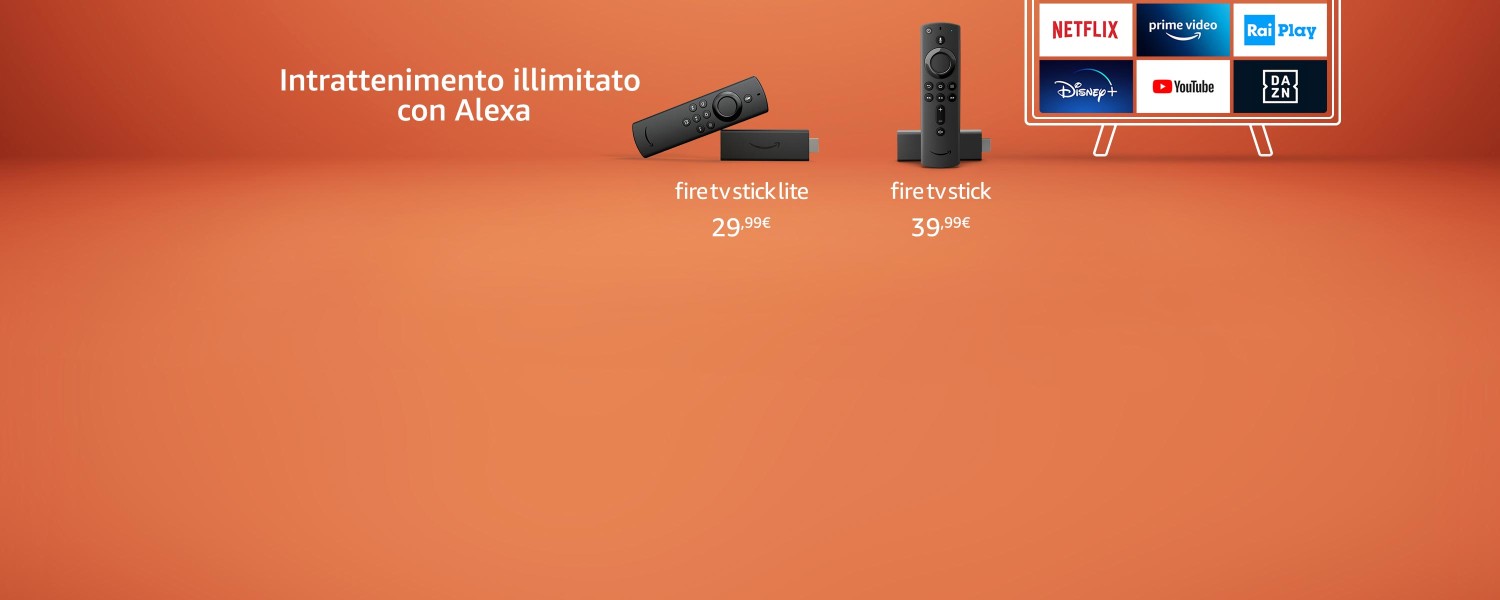 Intrattenimento illimitato
con Alexa
fire tv stick lite
29,99€
fire tv stick
39,99€
NETFLIX
prime video
Rai Play
Disney+
YouTube
DA
ZN